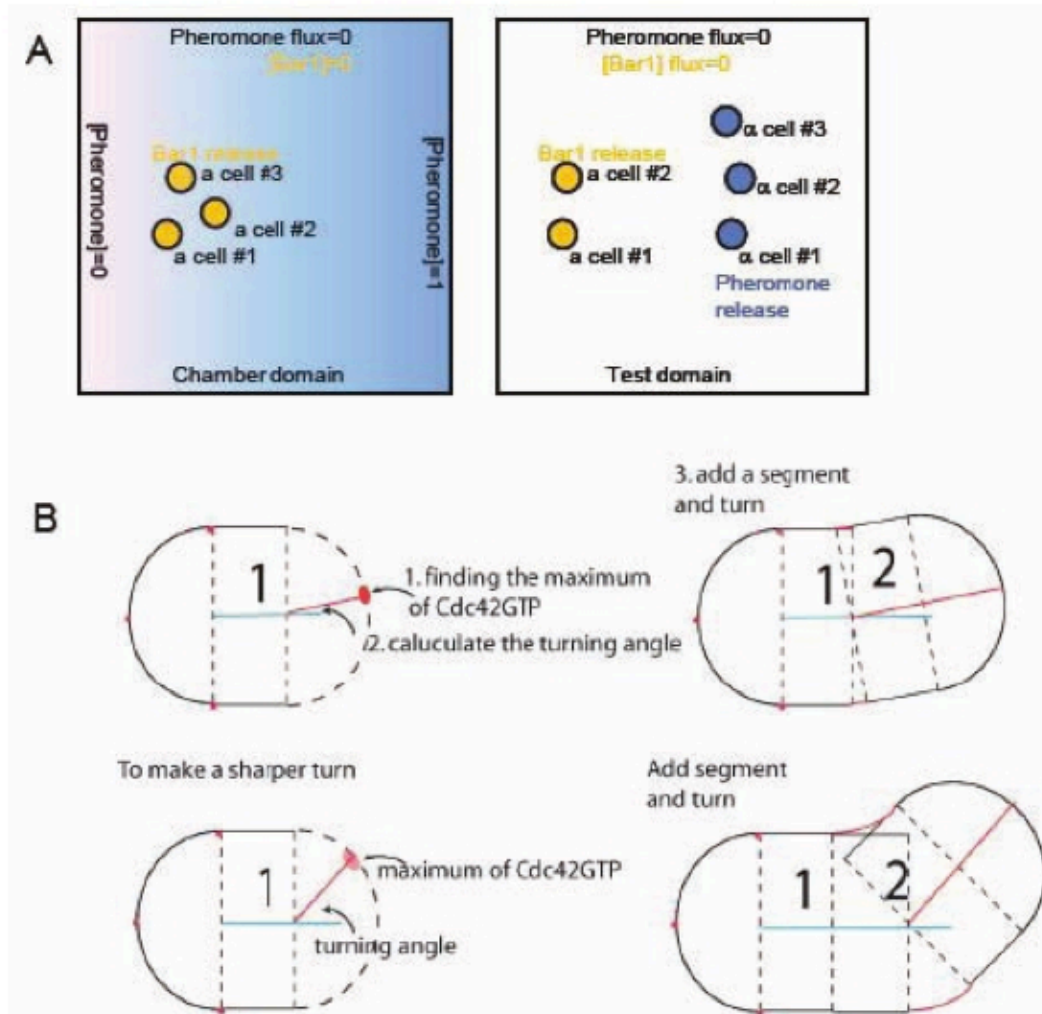 A
Pheromone flux=0
[Bar1]=0
[Pheromone]=0
[Pheromone]=1
Bar1 release
a cell #3
a cell #2
a cell #1
Chamber domain
Pheromone flux=0
[Bar1] flux=0
α cell #3
Bar1 release
a cell #2
α cell #2
a cell #1
α cell #1
Pheromone
release
Test domain
B
1
1. finding the maximum
of Cdc42GTP
2. caluculate the turning angle
3. add a segment
and turn
1
2
To make a sharper turn
1
maximum of Cdc42GTP
turning angle
Add segment
and turn
1
2